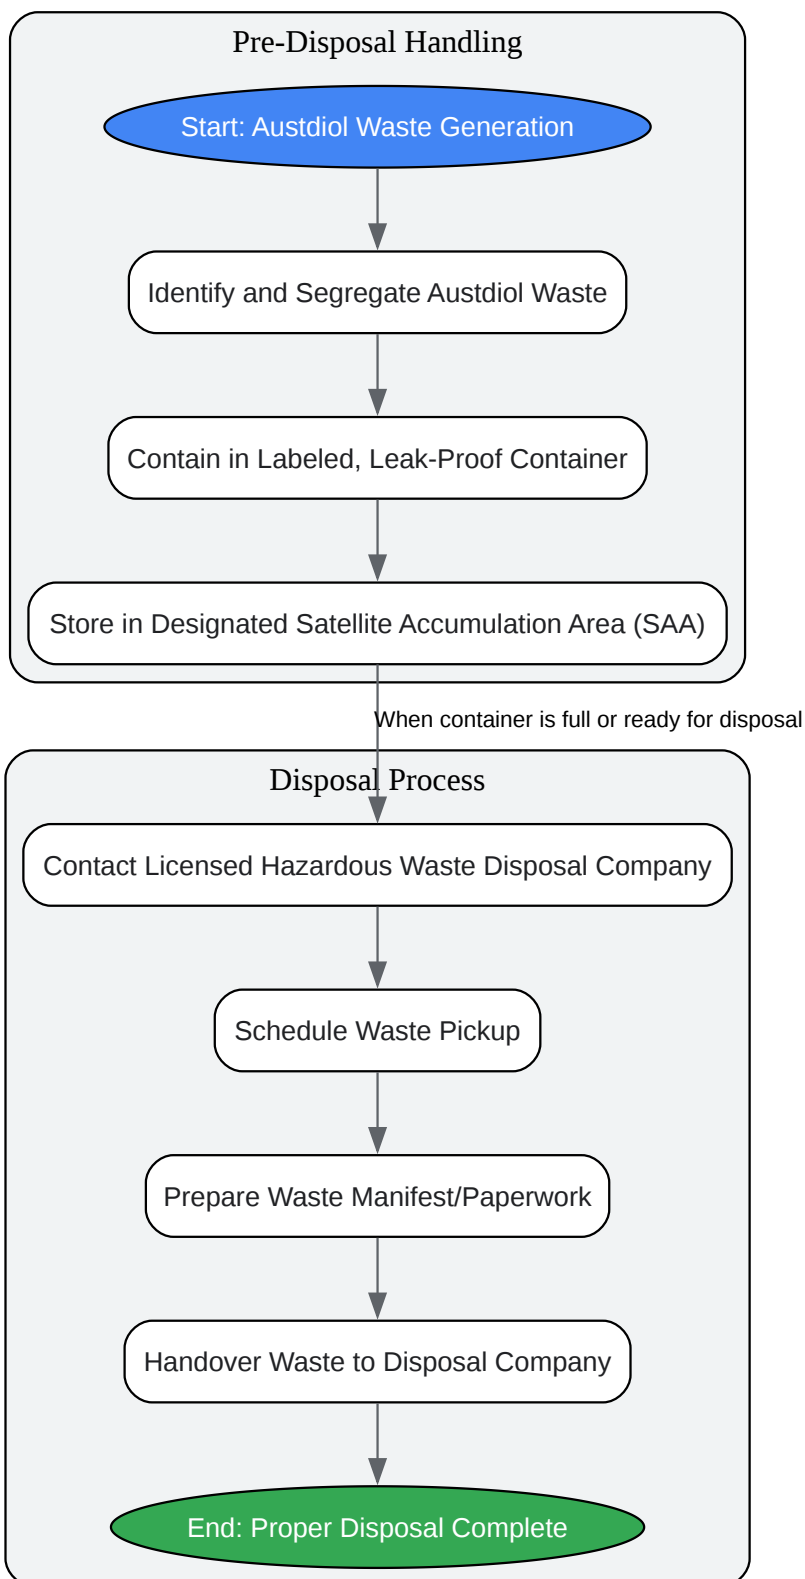 Pre-Disposal Handling
Start: Austdiol Waste Generation
Identify and Segregate Austdiol Waste
Contain in Labeled, Leak-Proof Container
Store in Designated Satellite Accumulation Area (SAA)
When container is full or ready for disposal
Disposal Process
Contact Licensed Hazardous Waste Disposal Company
Schedule Waste Pickup
Prepare Waste Manifest/Paperwork
Handover Waste to Disposal Company
End: Proper Disposal Complete